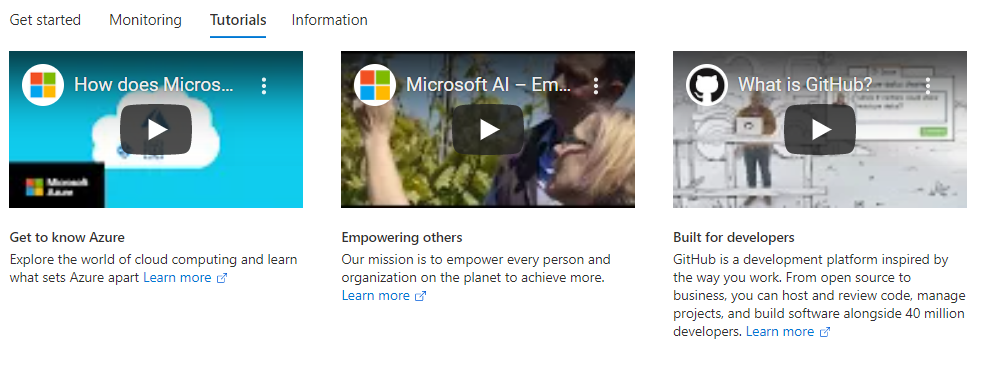 Get started Monitoring Tutorials Information
How does Micros...
Microsoft AI – Em...
What is GitHub?
Microsoft
Azure
Get to know Azure
Explore the world of cloud computing and learn
what sets Azure apart Learn more
Empowering others
Our mission is to empower every person and
organization on the planet to achieve more.
Learn more
Built for developers
GitHub is a development platform inspired by
the way you work. From open source to
business, you can host and review code, manage
projects, and build software alongside 40 million
developers. Learn more